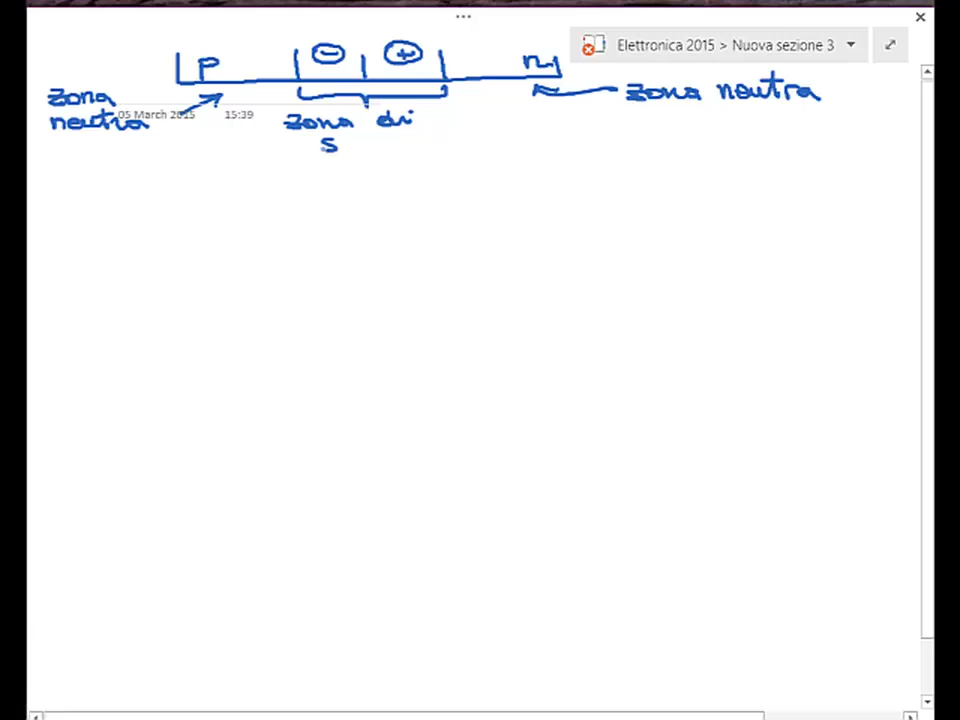 Elettronica 2015 > Nuova sezione 3
p - + n
zona neutra
zona neutra
05 March 2015 15:39
zona di
s